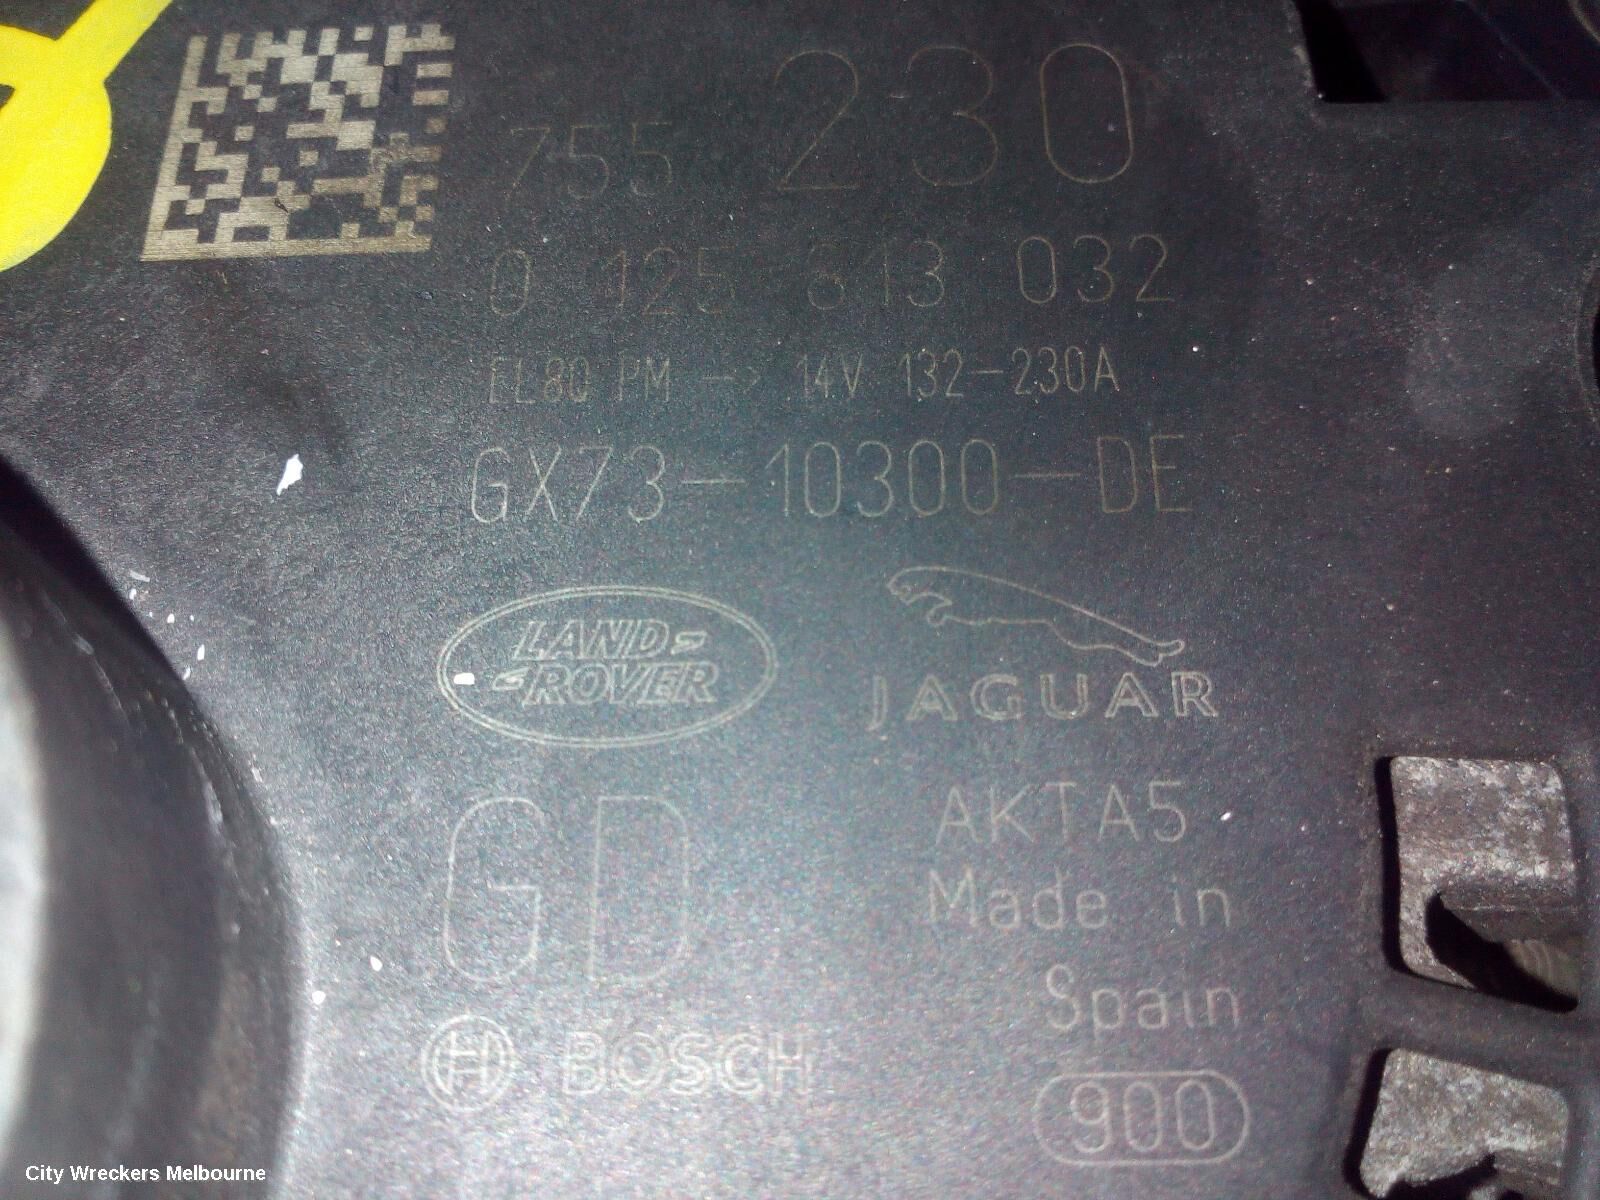 755 230
0 125 813 032
EL8Q PM -> 14V 132-230A
GX73-10300-DE
LAND
ROVER
JAGUAR
GD
AKTA5
Made in
Spain
BOSCH
900
City Wreckers Melbourne